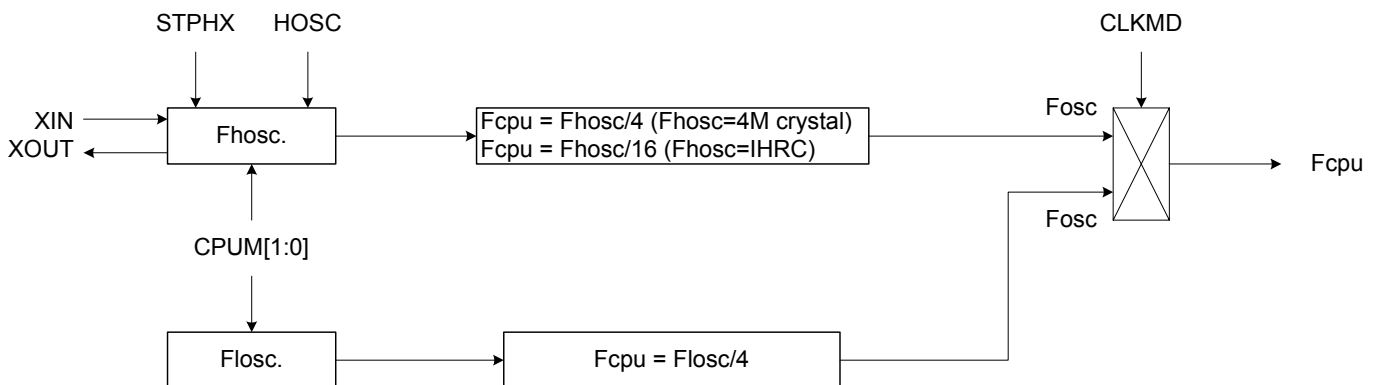 STPHX HOSC CLKMD
XIN
XOUT
Fhosc.
Fcpu = Fhosc/4 (Fhosc=4M crystal)
Fcpu = Fhosc/16 (Fhosc=IHRC)
Fosc
Fosc
Fcpu
CPUM[1:0]
Flosc.
Fcpu = Flosc/4